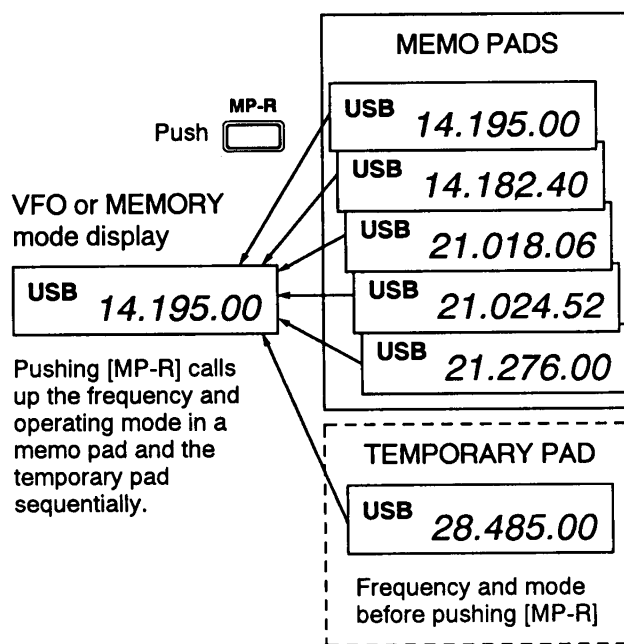 MEMO PADS
MP-R
Push
USB 14.195.00
USB 14.182.40
USB 21.018.06
USB 21.024.52
USB 21.276.00
VFO or MEMORY
mode display
USB 14.195.00
Pushing [MP-R] calls
up the frequency and
operating mode in a
memo pad and the
temporary pad
sequentially.
TEMPORARY PAD
USB 28.485.00
Frequency and mode
before pushing [MP-R]